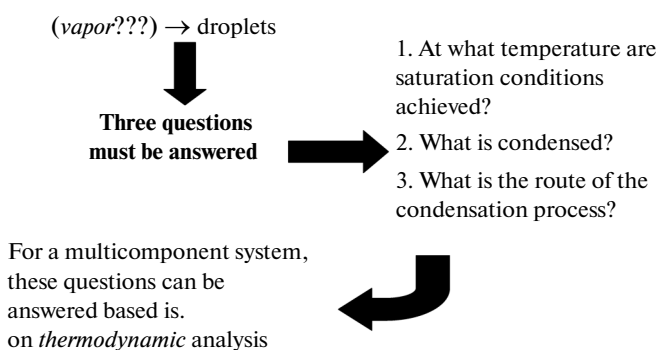 (vapor???) → droplets
Three questions
must be answered
1. At what temperature are
saturation conditions
achieved?
2. What is condensed?
3. What is the route of the
condensation process?
For a multicomponent system,
these questions can be
answered based is.
on thermodynamic analysis